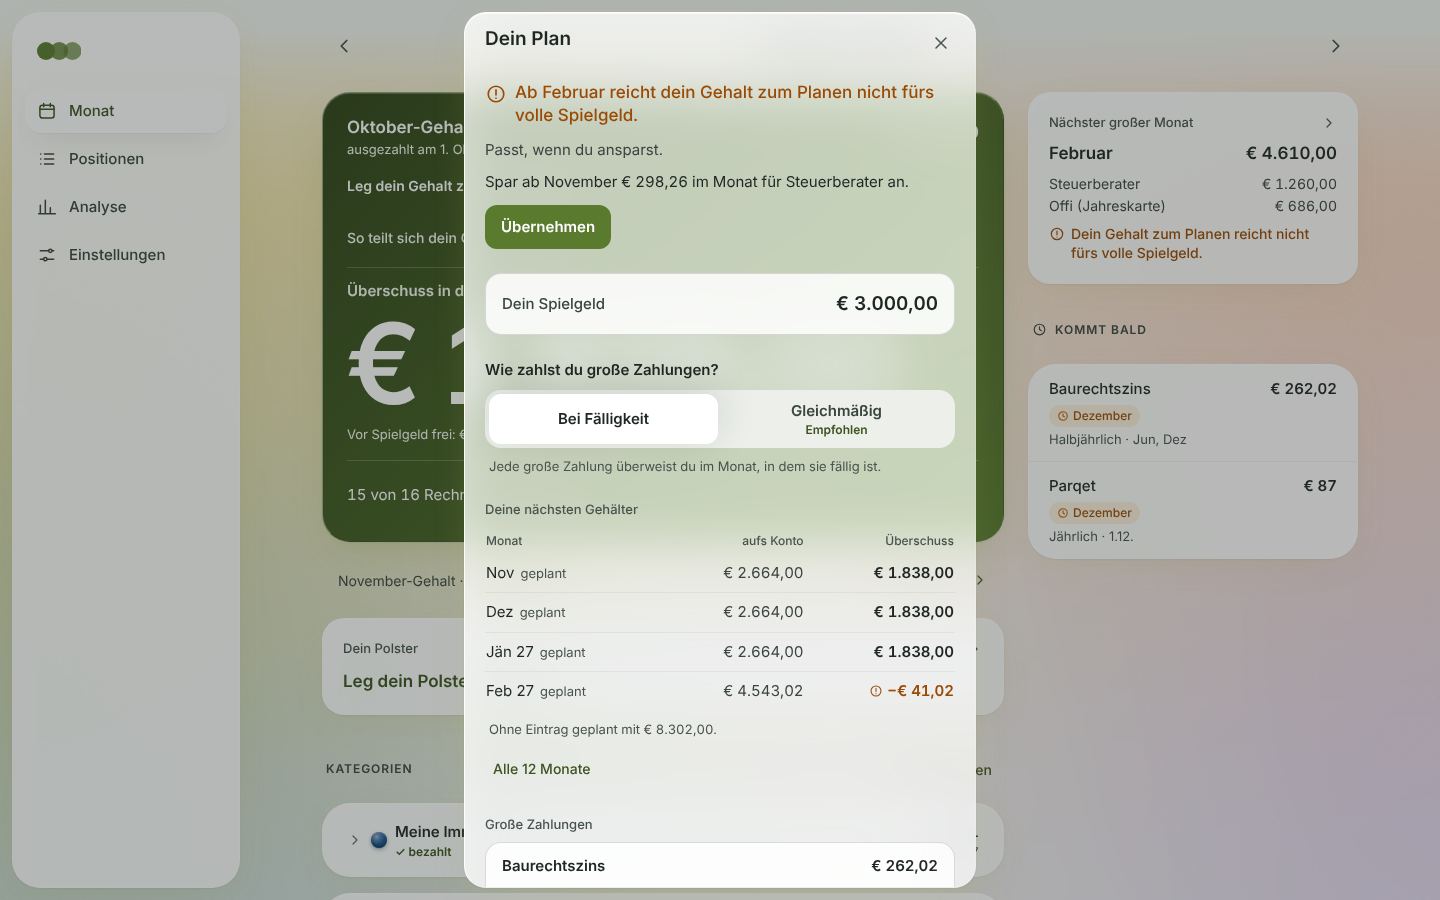 Monat
Positionen
Analyse
Einstellungen
Oktober-Geha
ausgezahlt am 1. O
Leg dein Gehalt z
So teilt sich dein
Überschuss in d
€ 1
Vor Spielgeld frei: €
15 von 16 Rech
November-Gehalt ·
Dein Polster
Leg dein Polste
KATEGORIEN
en
Meine Im
✓ bezahlt
Dein Plan
Ab Februar reicht dein Gehalt zum Planen nicht fürs
volle Spielgeld.
Passt, wenn du ansparst.
Spar ab November € 298,26 im Monat für Steuerberater an.
Übernehmen
Dein Spielgeld € 3.000,00
Wie zahlst du große Zahlungen?
Bei Fälligkeit
Gleichmäßig
Empfohlen
Jede große Zahlung überweist du im Monat, in dem sie fällig ist.
Deine nächsten Gehälter
Monat aufs Konto Überschuss
Nov geplant € 2.664,00 € 1.838,00
Dez geplant € 2.664,00 € 1.838,00
Jän 27 geplant € 2.664,00 € 1.838,00
Feb 27 geplant € 4.543,02 −€ 41,02
Ohne Eintrag geplant mit € 8.302,00.
Alle 12 Monate
Große Zahlungen
Baurechtszins € 262,02
Nächster großer Monat
Februar € 4.610,00
Steuerberater € 1.260,00
Offi (Jahreskarte) € 686,00
Dein Gehalt zum Planen reicht nicht
fürs volle Spielgeld.
KOMMT BALD
Baurechtszins € 262,02
Dezember
Halbjährlich · Jun, Dez
Parqet € 87
Dezember
Jährlich · 1.12.